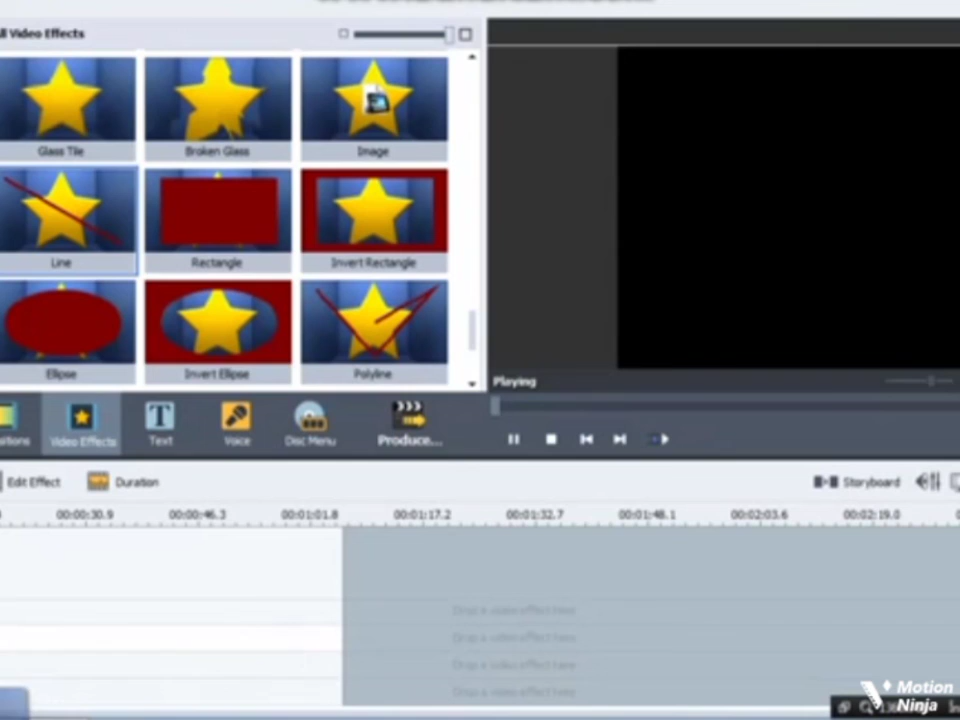 ll Video Effects
Glass Tile
Broken Glass
Image
Line
Rectangle
Invert Rectangle
Ellipse
Invert Ellipse
Polyline
Playing
sitions
Video Effects
Text
Voice
Disc Menu
Produce...
Edit Effect
Duration
Storyboard
00:00:30.9
00:00:46.3
00:01:01.8
00:01:17.2
00:01:32.7
00:01:48.1
00:02:03.6
00:02:19.0
Drop a video effect here
Drop a video effect here
Drop a video effect here
Drop a video effect here
Motion
Ninja